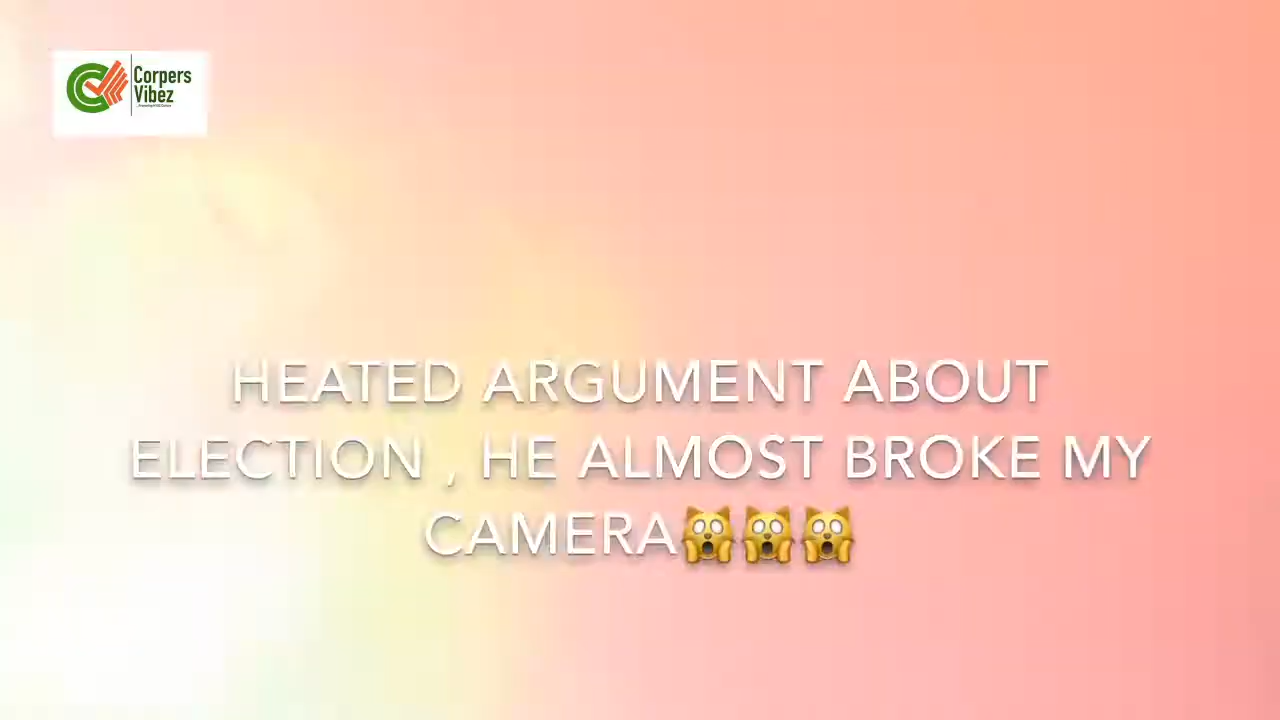 Corpers
Vibez
HEATED ARGUMENT ABOUT
ELECTION , HE ALMOST BROKE MY
CAMERA🙀🙀🙀